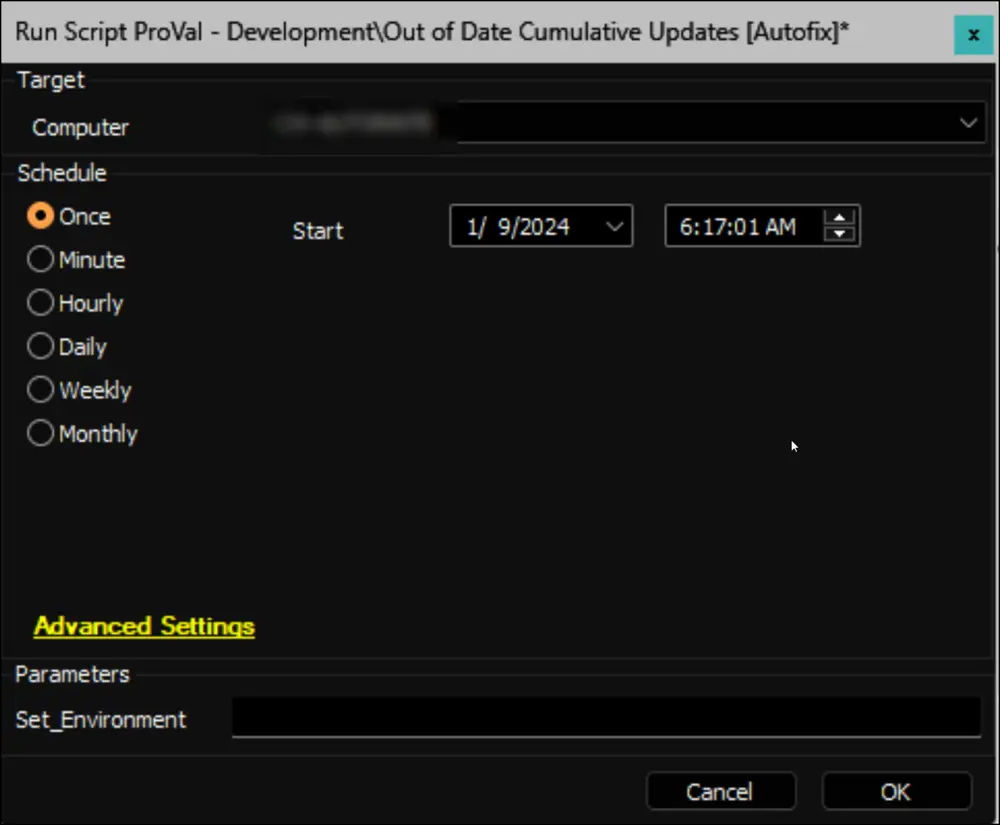 Run Script ProVal - Development\Out of Date Cumulative Updates [Autofix]*
x
Target
Computer
Schedule
Once
Start
1/ 9/2024
6:17:01 AM
Minute
Hourly
Daily
Weekly
Monthly
Advanced Settings
Parameters
Set_Environment
Cancel
OK